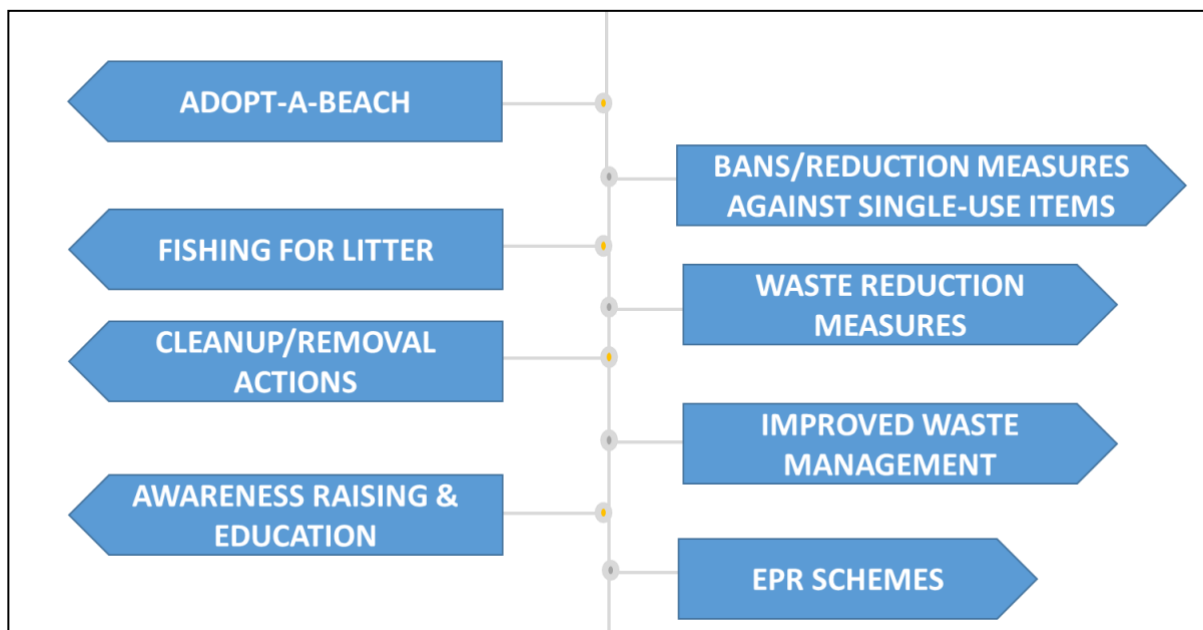 ADOPT-A-BEACH
BANS/REDUCTION MEASURES
AGAINST SINGLE-USE ITEMS
FISHING FOR LITTER
WASTE REDUCTION
MEASURES
CLEANUP/REMOVAL
ACTIONS
IMPROVED WASTE
MANAGEMENT
AWARENESS RAISING &
EDUCATION
EPR SCHEMES